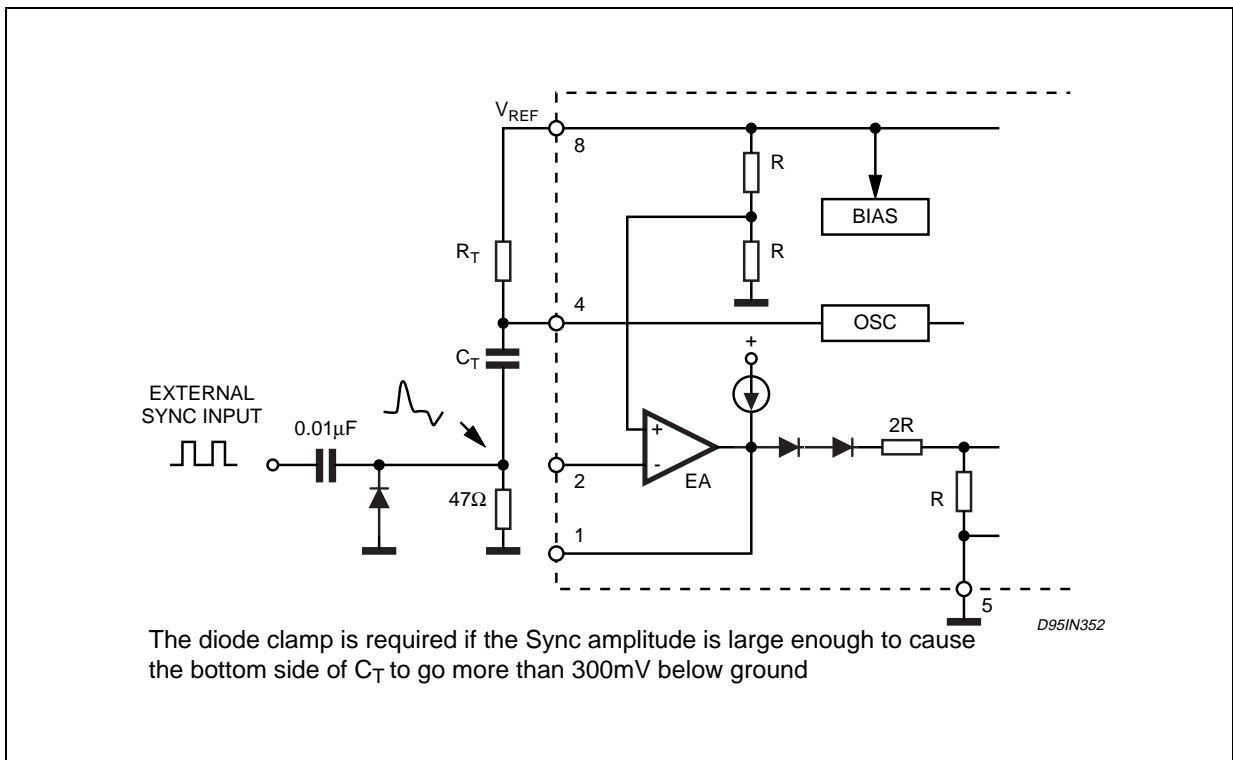 VREF
8
R
BIAS
RT
R
4
OSC
CT
+
EXTERNAL
SYNC INPUT
0.01μF
+
2R
-
2
EA
47Ω
R
1
5
D95IN352
The diode clamp is required if the Sync amplitude is large enough to cause
the bottom side of CT to go more than 300mV below ground